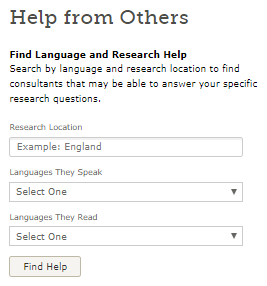 Help from Others
Find Language and Research Help
Search by language and research location to find
consultants that may be able to answer your specific
research questions.
Research Location
Example: England
Languages They Speak
Select One
Languages They Read
Select One
Find Help